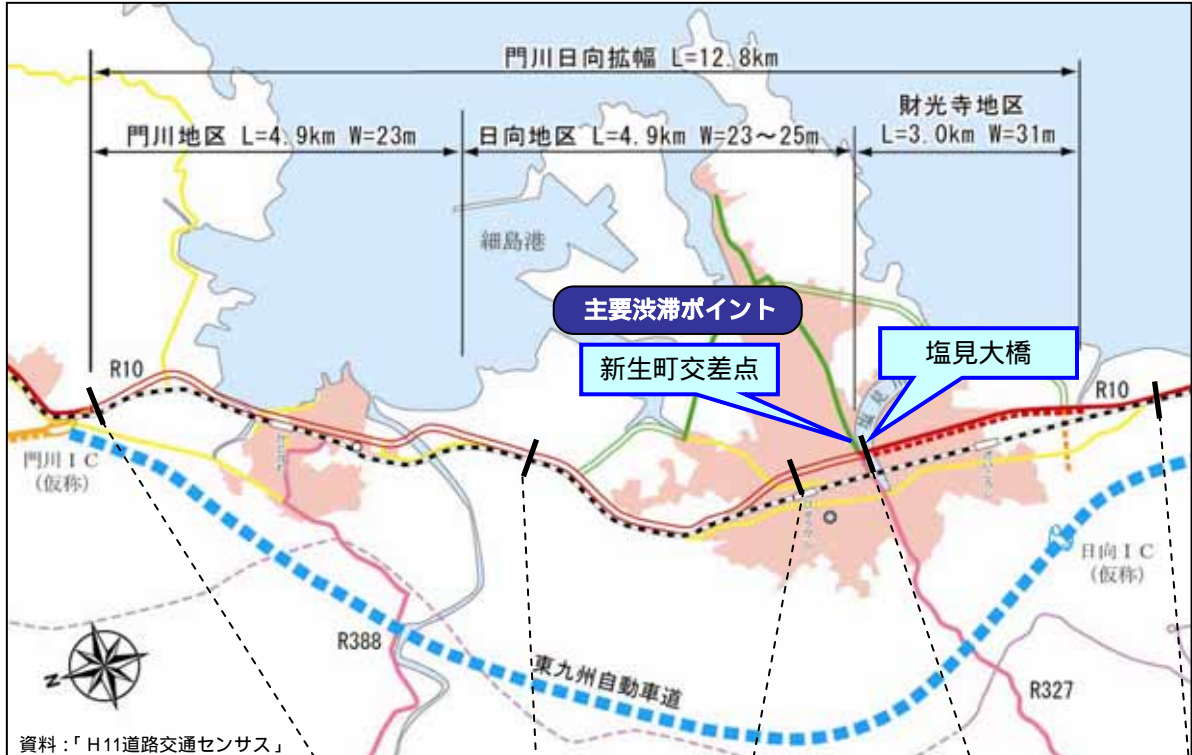 門川日向拡幅 L=12.8km
門川地区 L=4.9km W=23m
日向地区 L=4.9km W=23～25m
財光寺地区
L=3.0km W=31m
細島港
主要渋滞ポイント
新生町交差点
塩見大橋
R10
R10
門川IC
(仮称)
日向IC
(仮称)
R388
東九州自動車道
R327
N
資料：「H11道路交通センサス」